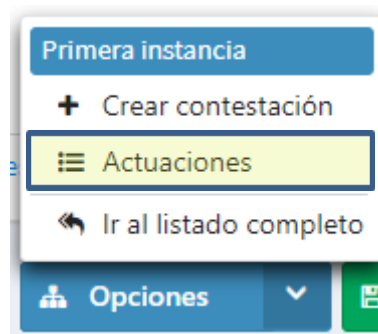 Primera instancia
Crear contestación
Actuaciones
Ir al listado completo
Opciones